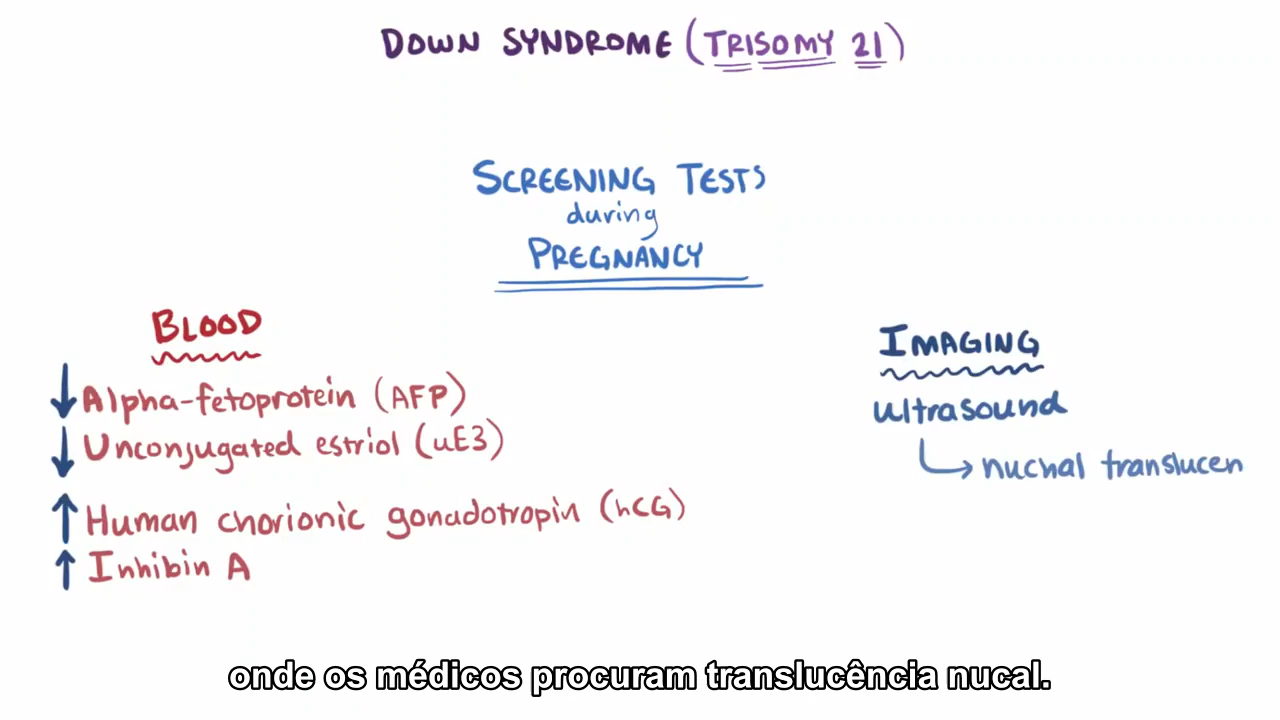 DOWN SYNDROME (TRISOMY 21)
SCREENING TESTS
during
PREGNANCY
BLOOD
↓ Alpha-fetoprotein (AFP)
↓ Unconjugated estriol (uE3)
↑ Human chorionic gonadotropin (hCG)
↑ Inhibin A
IMAGING
ultrasound
↳ nuchal translucen
onde os médicos procuram translucência nucal.